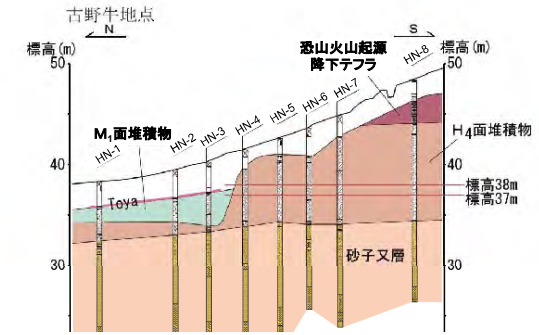 古野牛地点
N
S
標高(m)
標高(m)
恐山火山起源
降下テフラ
HN-8
50
50
HN-7
HN-6
HN-5
HN-4
HN-3
HN-2
HN-1
M₁面堆積物
H₄面堆積物
40
40
Toya
標高38m
標高37m
砂子又層
30
30